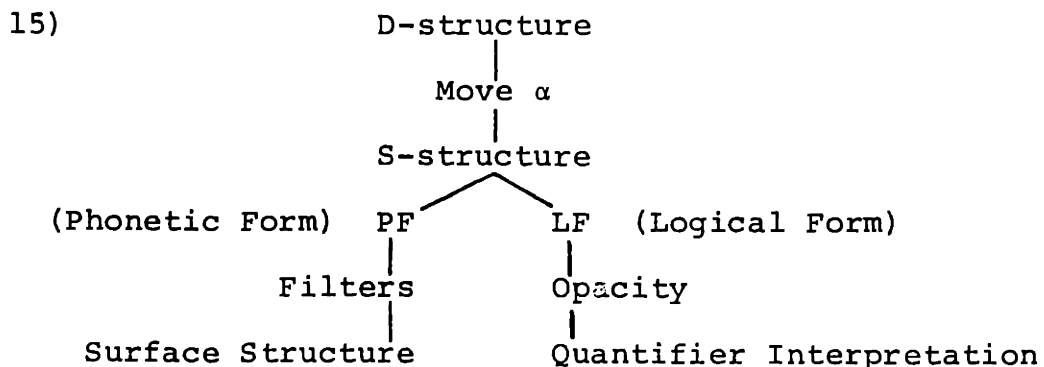 15) D-structure
Move α
S-structure
(Phonetic Form) PF LF (Logical Form)
Filters Opacity
Surface Structure Quantifier Interpretation